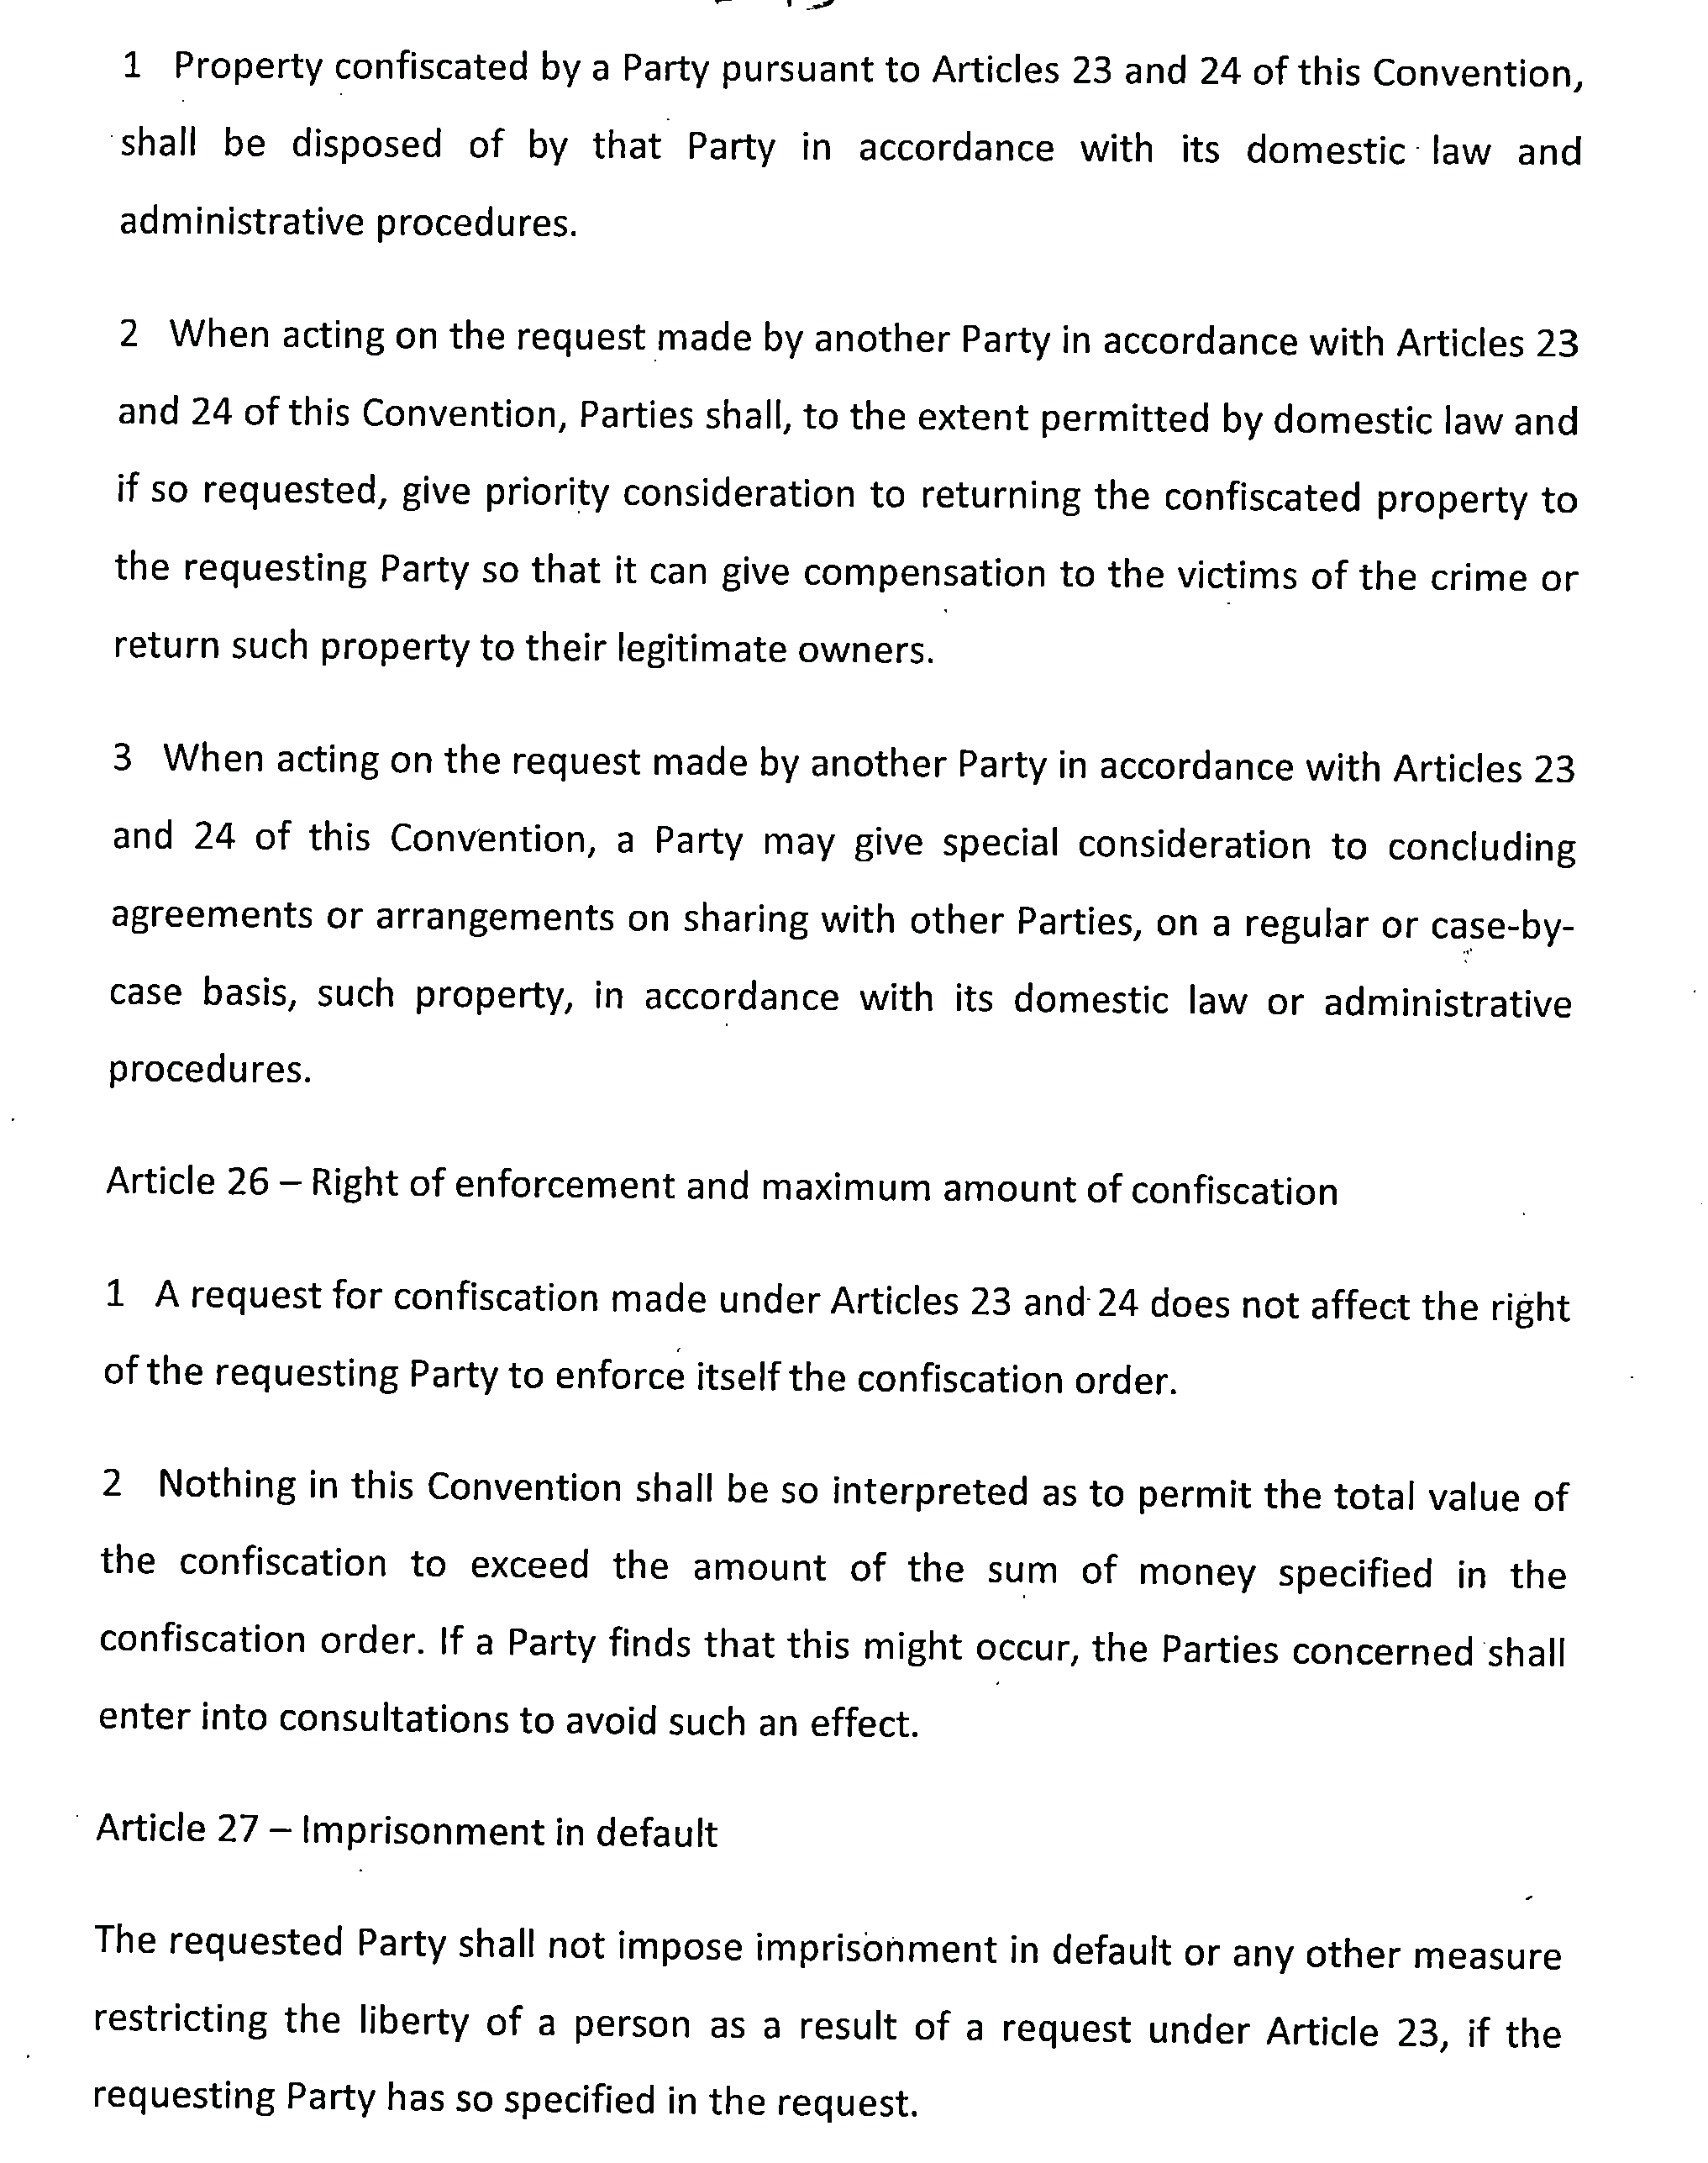 1 Property confiscated by a Party pursuant to Articles 23 and 24 of this Convention,
shall be disposed of by that Party in accordance with its domestic law and
administrative procedures.
2 When acting on the request made by another Party in accordance with Articles 23
and 24 of this Convention, Parties shall, to the extent permitted by domestic law and
if so requested, give priority consideration to returning the confiscated property to
the requesting Party so that it can give compensation to the victims of the crime or
return such property to their legitimate owners.
3 When acting on the request made by another Party in accordance with Articles 23
and 24 of this Convention, a Party may give special consideration to concluding
agreements or arrangements on sharing with other Parties, on a regular or case-by-
case basis, such property, in accordance with its domestic law or administrative
procedures.
Article 26 – Right of enforcement and maximum amount of confiscation
1 A request for confiscation made under Articles 23 and 24 does not affect the right
of the requesting Party to enforce itself the confiscation order.
2 Nothing in this Convention shall be so interpreted as to permit the total value of
the confiscation to exceed the amount of the sum of money specified in the
confiscation order. If a Party finds that this might occur, the Parties concerned shall
enter into consultations to avoid such an effect.
Article 27 – Imprisonment in default
The requested Party shall not impose imprisonment in default or any other measure
restricting the liberty of a person as a result of a request under Article 23, if the
requesting Party has so specified in the request.